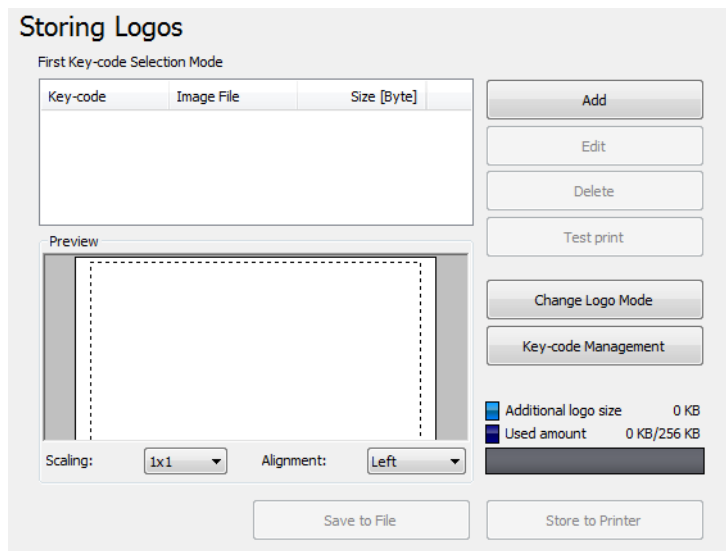 Storing Logos
First Key-code Selection Mode
Key-code Image File Size [Byte]
Add
Edit
Delete
Test print
Preview
Change Logo Mode
Key-code Management
Additional logo size 0 KB
Used amount 0 KB/256 KB
Scaling: 1x1 Alignment: Left
Save to File Store to Printer